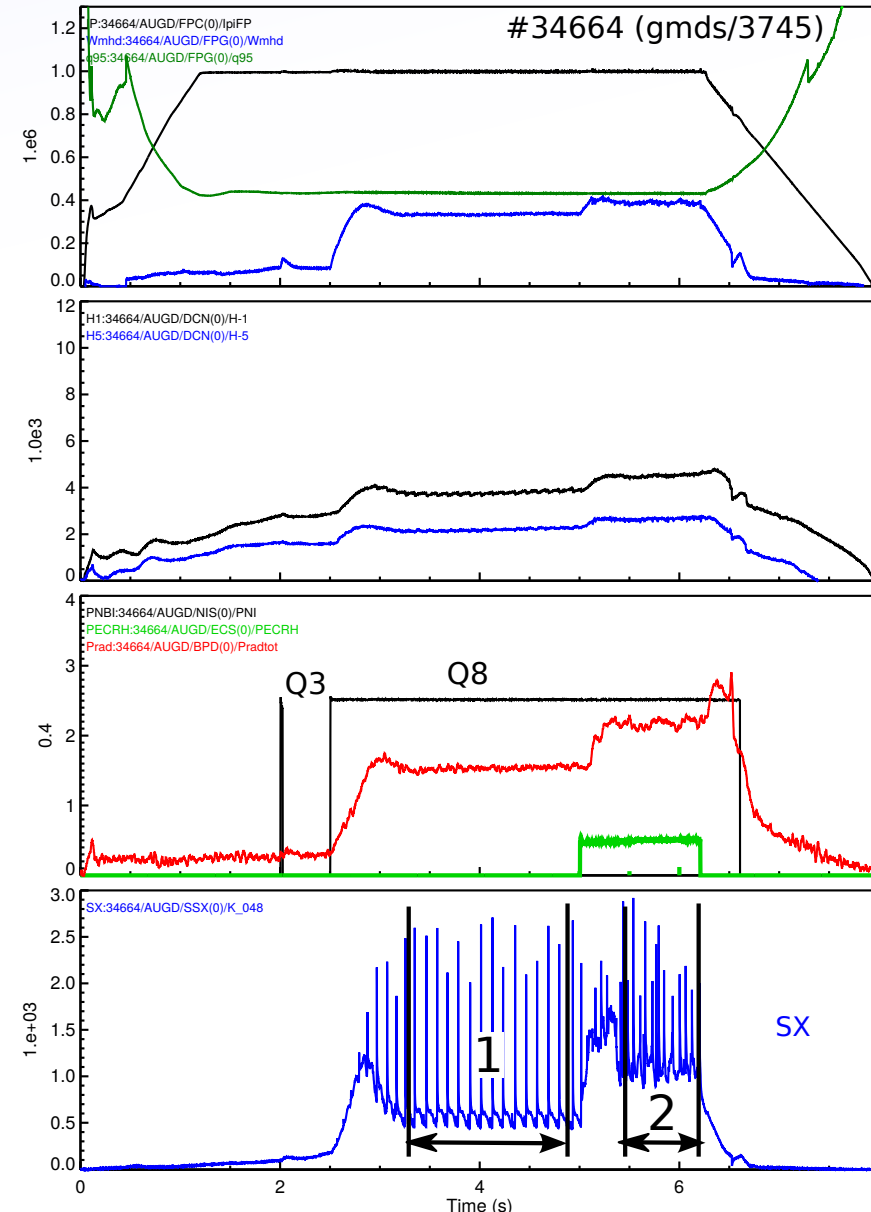 #34664 (gmds/3745)
IP:34664/AUGD/FPC(0)/IpiFP
Wmhd:34664/AUGD/FPG(0)/Wmhd
q95:34664/AUGD/FPG(0)/q95
1.2
1.0
0.8
0.6
0.4
0.2
0.0
1.e6
H1:34664/AUGD/DCN(0)/H-1
H5:34664/AUGD/DCN(0)/H-5
12
10
8
6
4
2
0
1.0e3
PNBI:34664/AUGD/NIS(0)/PNI
PECRH:34664/AUGD/ECS(0)/PECRH
Prad:34664/AUGD/BPD(0)/Pradtot
4
3
2
1
0
0.4
Q3
Q8
SX:34664/AUGD/SSX(0)/K_048
3.0
2.5
2.0
1.5
1.0
0.5
0.0
1.e+03
SX
1
2
0 2 4 6
Time (s)